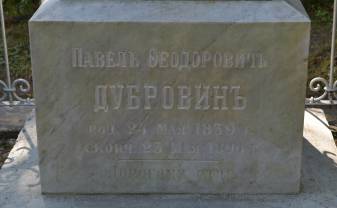 Павелъ Ѳеодоровичъ
ДУБРОВИНЪ
род. 24 мая 1839 г.
сконч. 23 мая